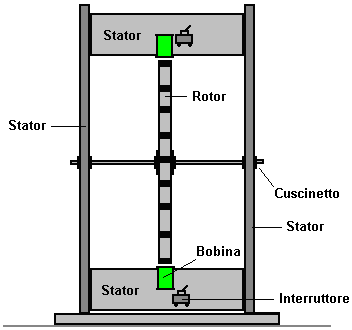 Stator
Rotor
Stator
Cuscinetto
Stator
Bobina
Stator
Interruttore